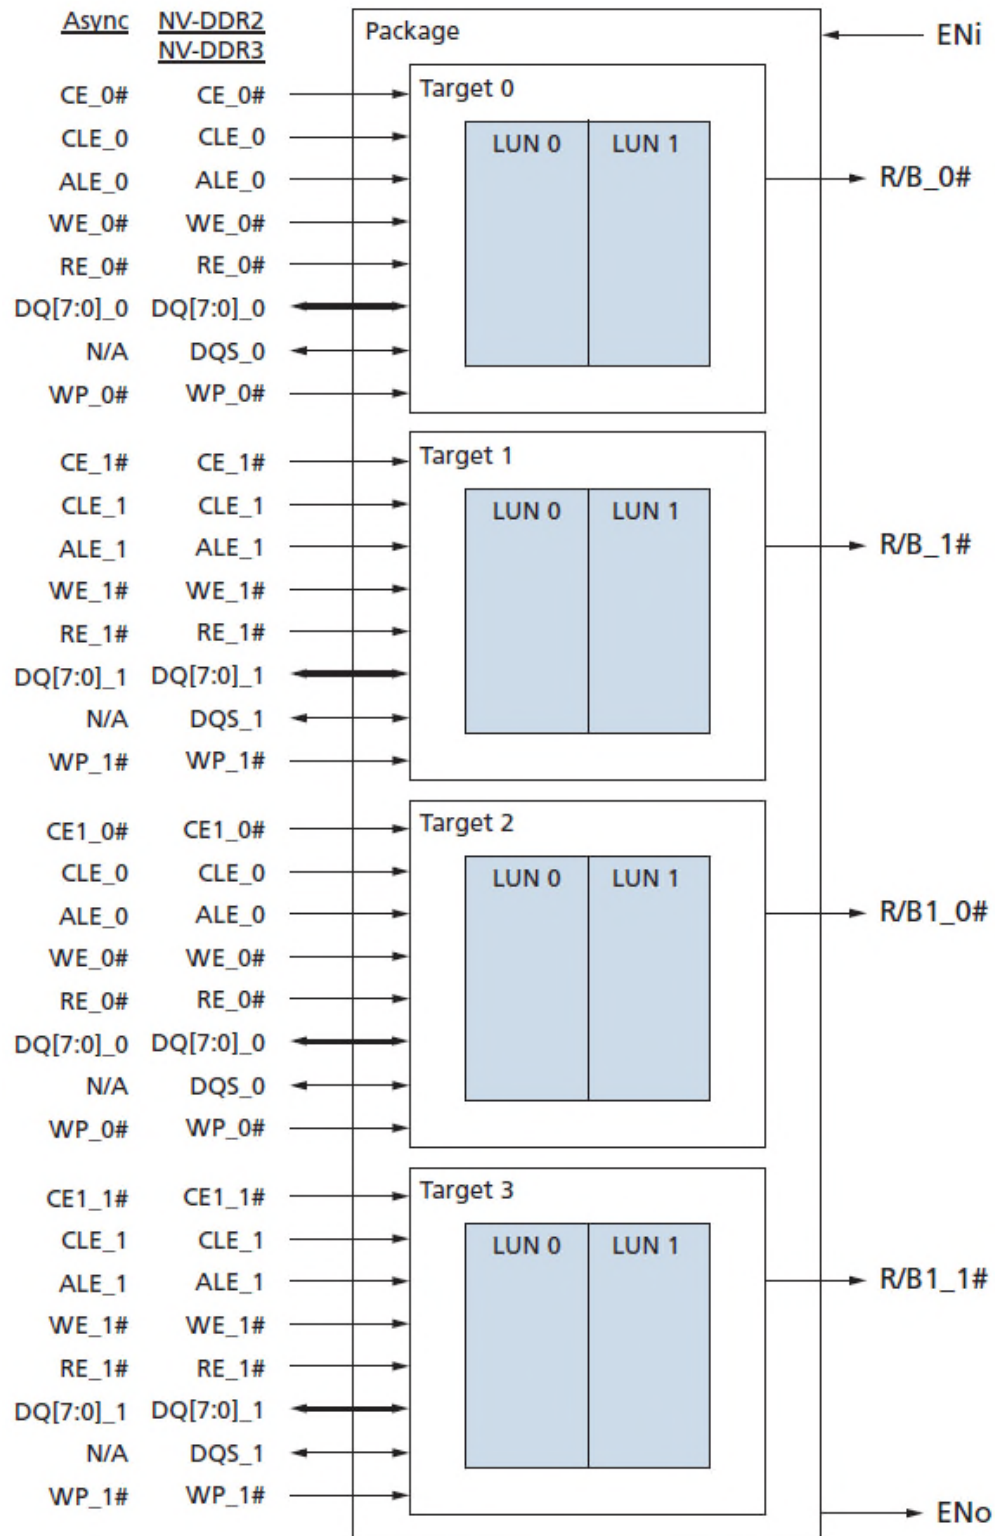 Async NV-DDR2
NV-DDR3
Package
ENi
Target 0
CE_0# CE_0#
CLE_0 CLE_0
LUN 0 LUN 1
ALE_0 ALE_0
R/B_0#
WE_0# WE_0#
RE_0# RE_0#
DQ[7:0]_0 DQ[7:0]_0
N/A DQS_0
WP_0# WP_0#
Target 1
CE_1# CE_1#
CLE_1 CLE_1
LUN 0 LUN 1
ALE_1 ALE_1
R/B_1#
WE_1# WE_1#
RE_1# RE_1#
DQ[7:0]_1 DQ[7:0]_1
N/A DQS_1
WP_1# WP_1#
Target 2
CE1_0# CE1_0#
CLE_0 CLE_0
LUN 0 LUN 1
ALE_0 ALE_0
R/B1_0#
WE_0# WE_0#
RE_0# RE_0#
DQ[7:0]_0 DQ[7:0]_0
N/A DQS_0
WP_0# WP_0#
Target 3
CE1_1# CE1_1#
CLE_1 CLE_1
LUN 0 LUN 1
ALE_1 ALE_1
R/B1_1#
WE_1# WE_1#
RE_1# RE_1#
DQ[7:0]_1 DQ[7:0]_1
N/A DQS_1
WP_1# WP_1#
ENo